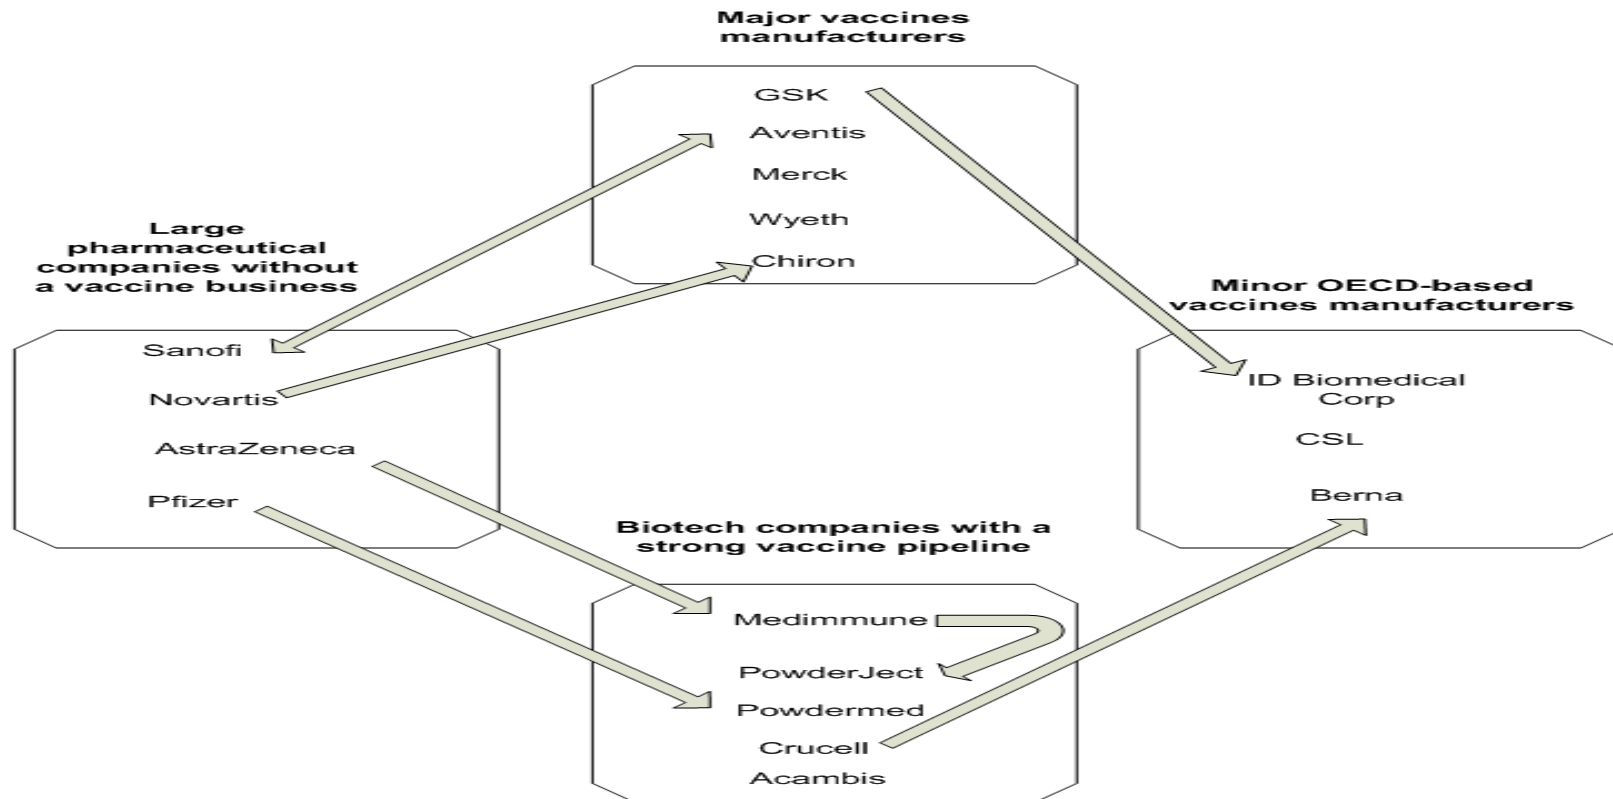 Major vaccines
manufacturers
GSK
Aventis
Merck
Wyeth
Chiron
Large
pharmaceutical
companies without
a vaccine business
Sanofi
Novartis
AstraZeneca
Pfizer
Minor OECD-based
vaccines manufacturers
ID Biomedical
Corp
CSL
Berna
Biotech companies with a
strong vaccine pipeline
Medimmune
PowderJect
Powdermed
Crucell
Acambis